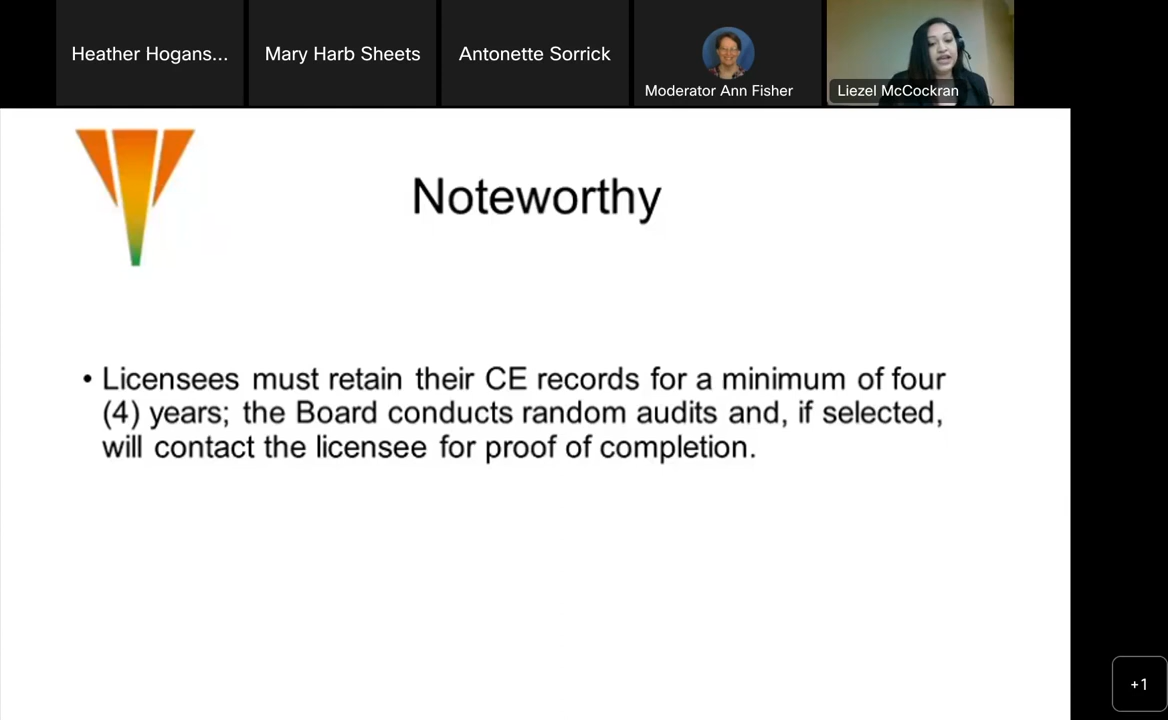 Heather Hogans...
Mary Harb Sheets
Antonette Sorrick
Moderator Ann Fisher
Liezel McCockran
Noteworthy
• Licensees must retain their CE records for a minimum of four
(4) years; the Board conducts random audits and, if selected,
will contact the licensee for proof of completion.
+1